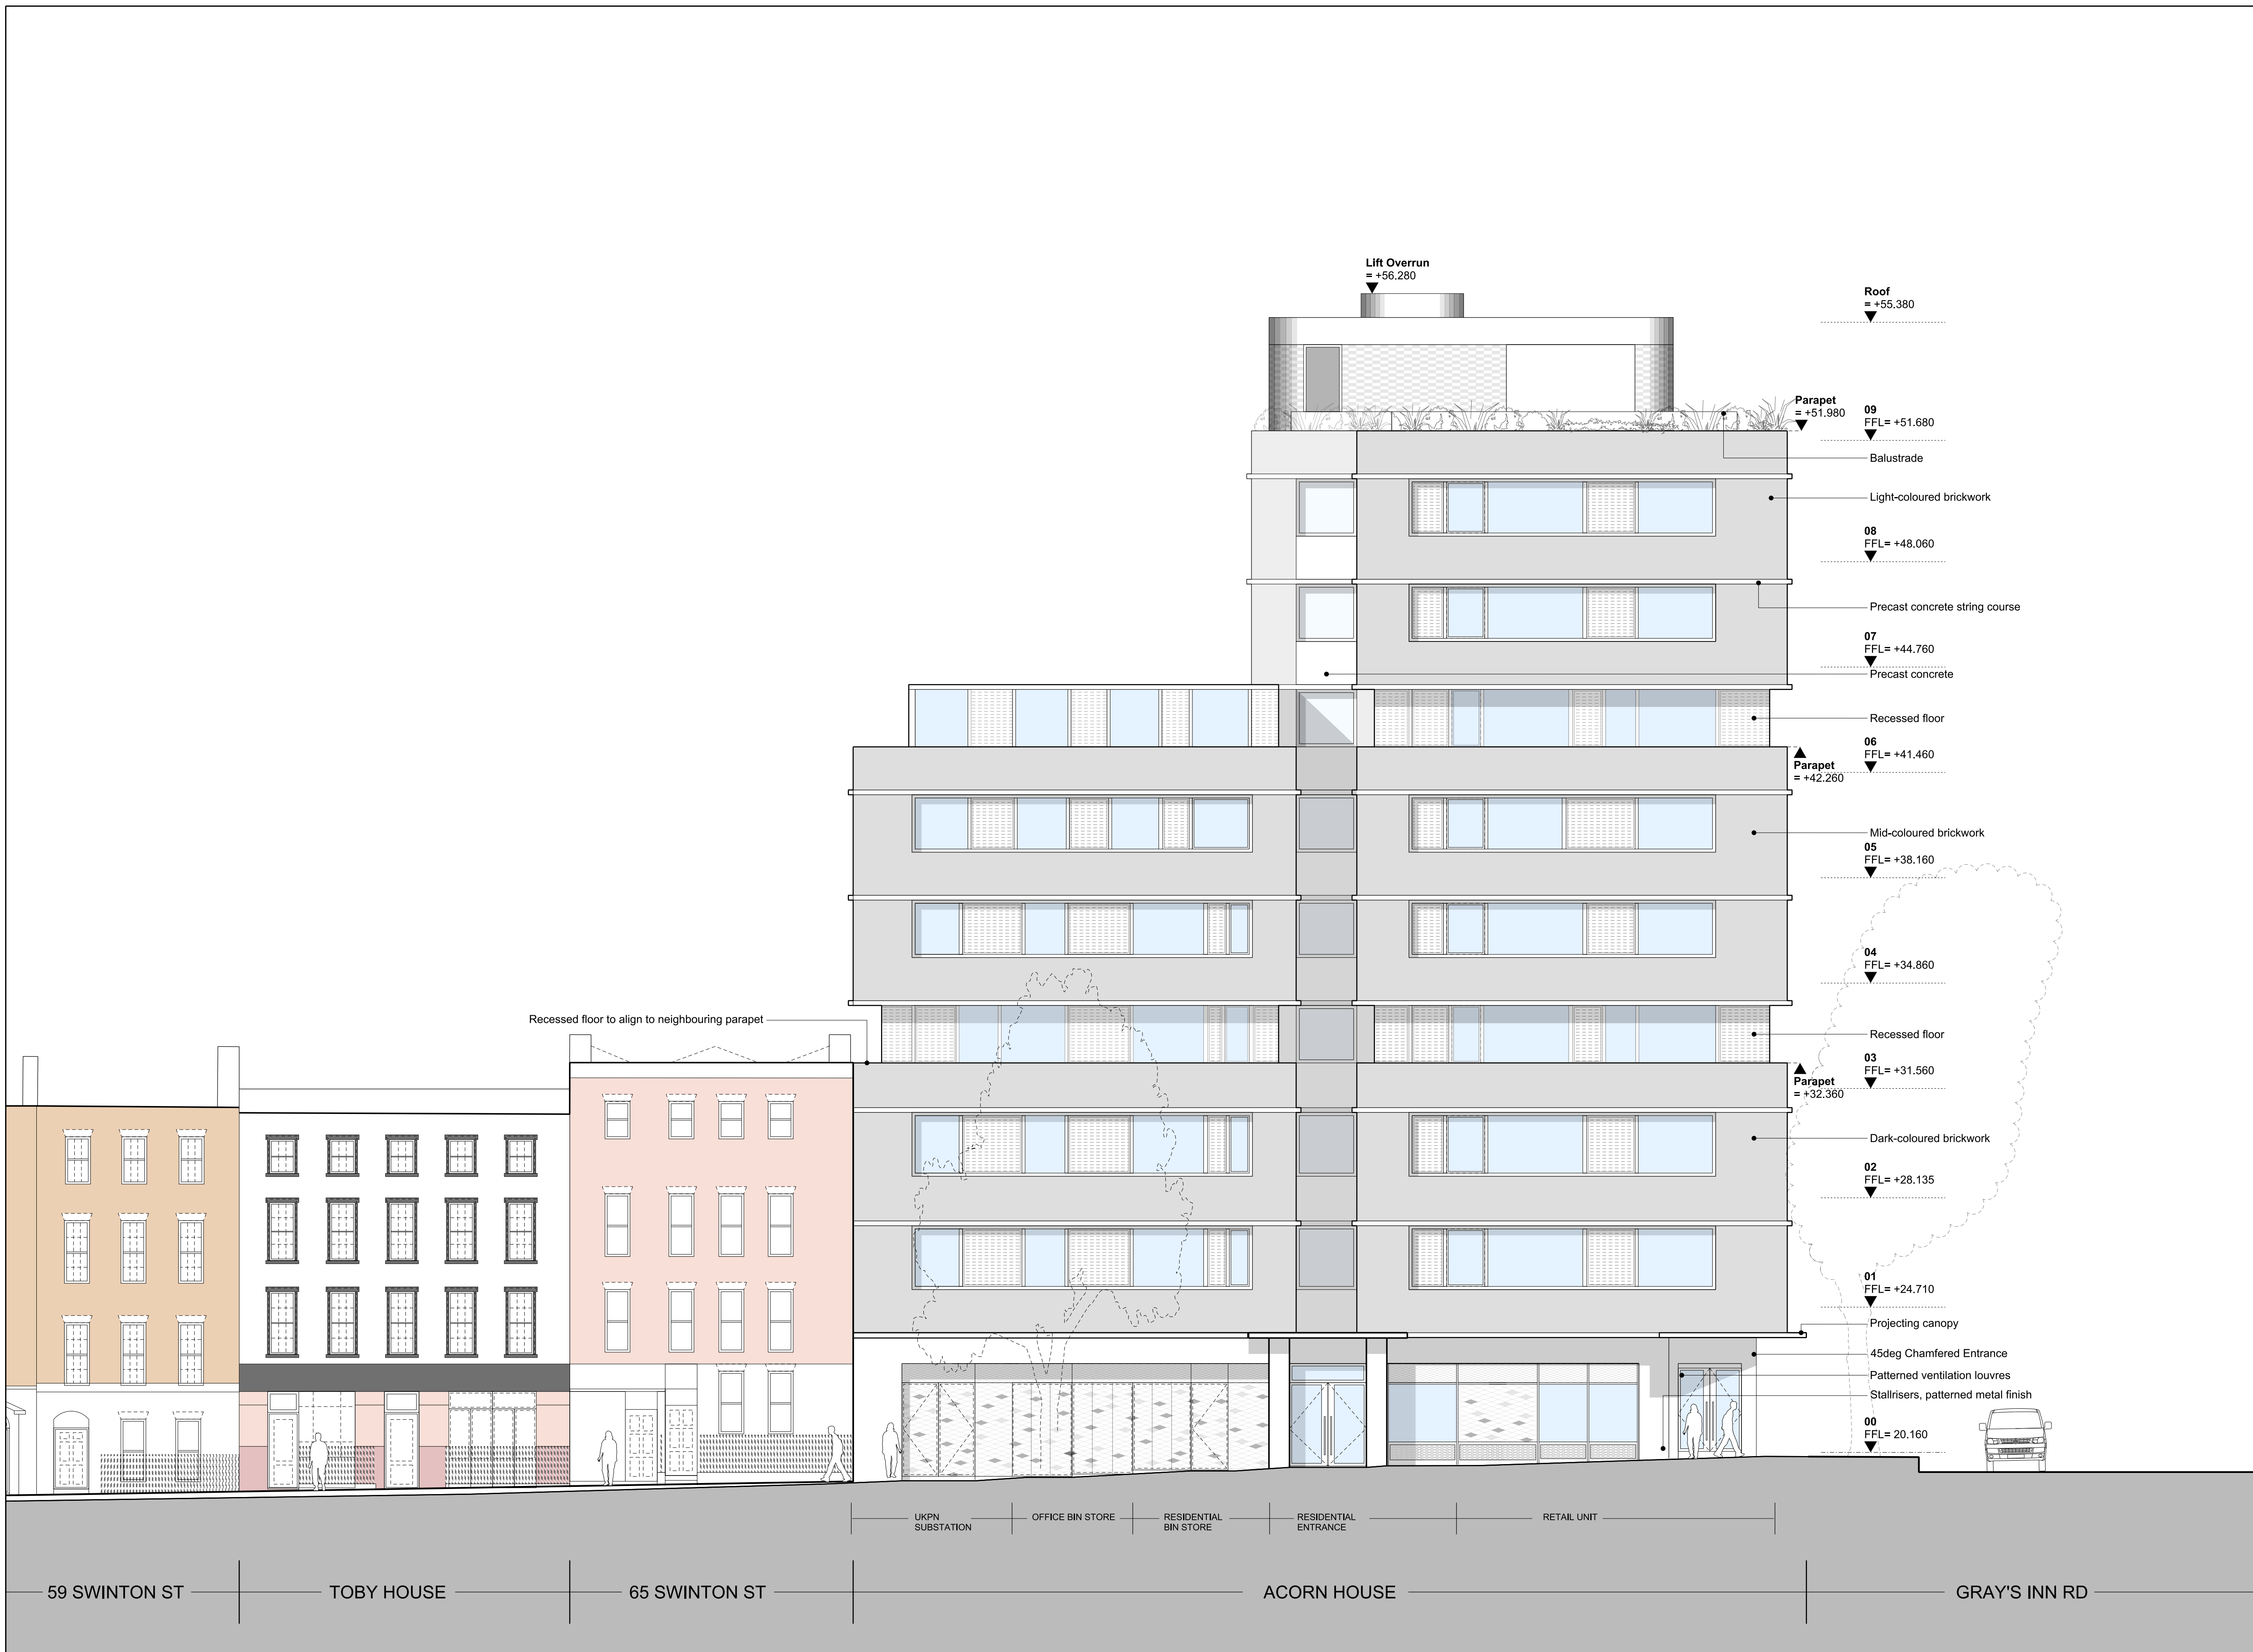 Lift Overrun
= +56.280
Roof
= +55.380
Parapet
= +51.980
09
FFL= +51.680
Balustrade
Light-coloured brickwork
08
FFL= +48.060
Precast concrete string course
07
FFL= +44.760
Precast concrete
Recessed floor
06
FFL= +41.460
Parapet
= +42.260
Mid-coloured brickwork
05
FFL= +38.160
04
FFL= +34.860
Recessed floor to align to neighbouring parapet
Recessed floor
03
FFL= +31.560
Parapet
= +32.360
Dark-coloured brickwork
02
FFL= +28.135
01
FFL= +24.710
Projecting canopy
45deg Chamfered Entrance
Patterned ventilation louvres
Stallrisers, patterned metal finish
00
FFL= 20.160
UKPN
SUBSTATION
OFFICE BIN STORE
RESIDENTIAL
BIN STORE
RESIDENTIAL
ENTRANCE
RETAIL UNIT
59 SWINTON ST
TOBY HOUSE
65 SWINTON ST
ACORN HOUSE
GRAY'S INN RD